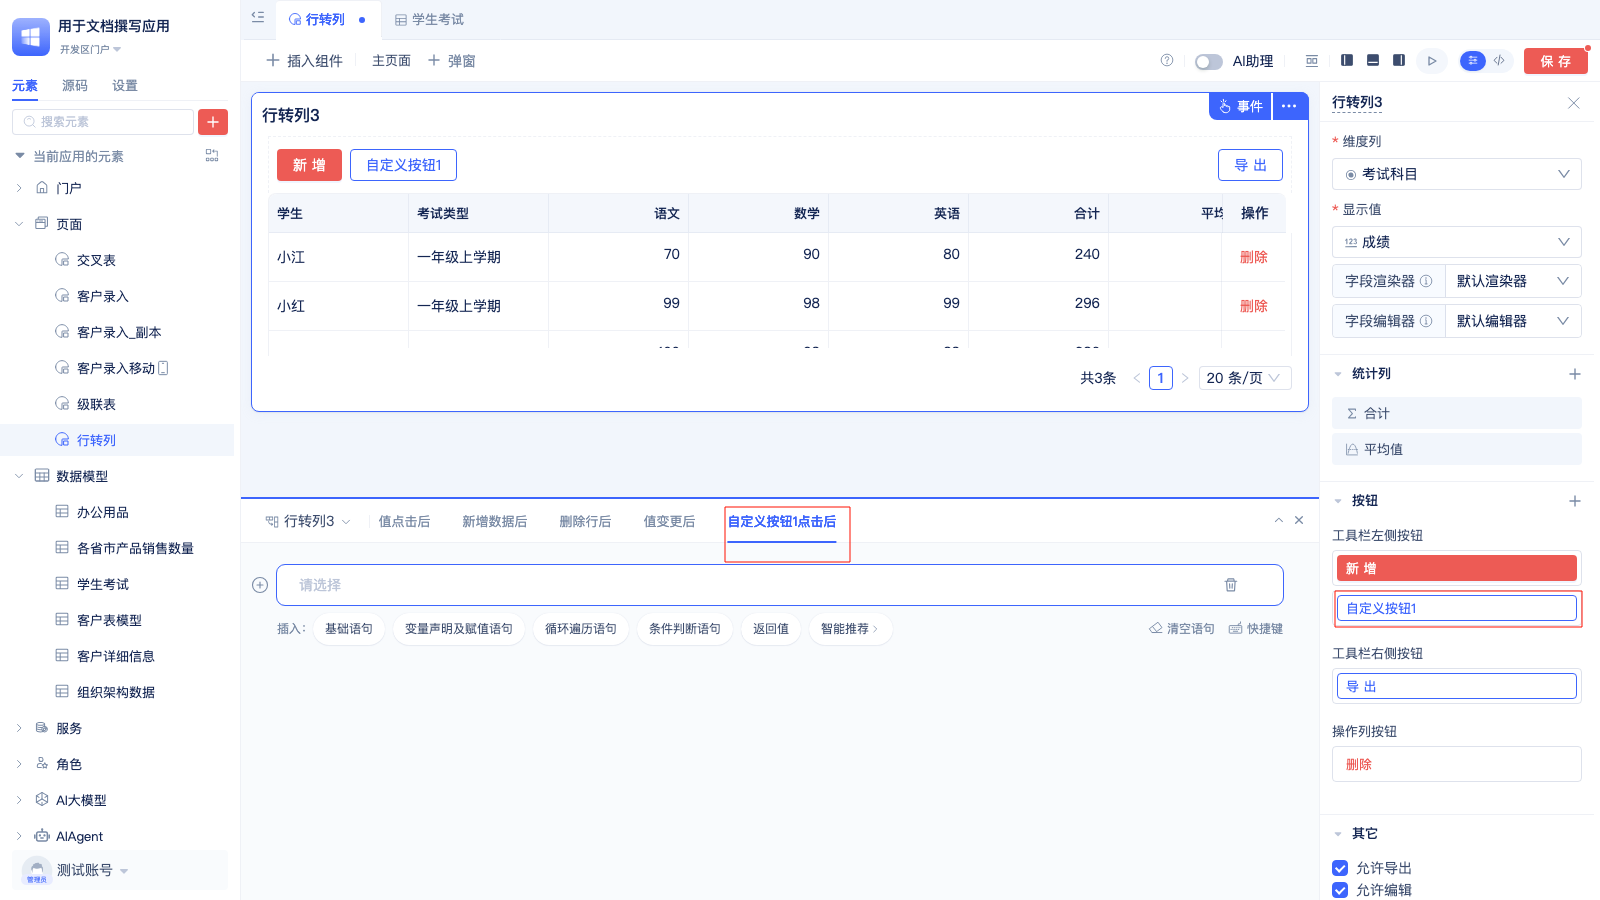 用于文档撰写应用
开发区门户
元素 源码 设置
搜索元素
当前应用的元素
门户
页面
交叉表
客户录入
客户录入_副本
客户录入移动
级联表
行转列
数据模型
办公用品
各省市产品销售数量
学生考试
客户表模型
客户详细信息
组织架构数据
服务
角色
AI大模型
AIAgent
测试账号
管理员
行转列 学生考试
插入组件 主页面 弹窗
AI助理
保 存
行转列3
事件
新 增 自定义按钮1 导 出
学生 考试类型 语文 数学 英语 合计 平均 操作
小江 一年级上学期 70 90 80 240 删除
小红 一年级上学期 99 98 99 296 删除
共3条 1 20 条/页
行转列3 值点击后 新增数据后 删除行后 值变更后 自定义按钮1点击后
请选择
插入： 基础语句 变量声明及赋值语句 循环遍历语句 条件判断语句 返回值 智能推荐 清空语句 快捷键
行转列3
* 维度列
考试科目
* 显示值
123 成绩
字段渲染器 默认渲染器
字段编辑器 默认编辑器
统计列
合计
平均值
按钮
工具栏左侧按钮
新 增
自定义按钮1
工具栏右侧按钮
导 出
操作列按钮
删除
其它
允许导出
允许编辑